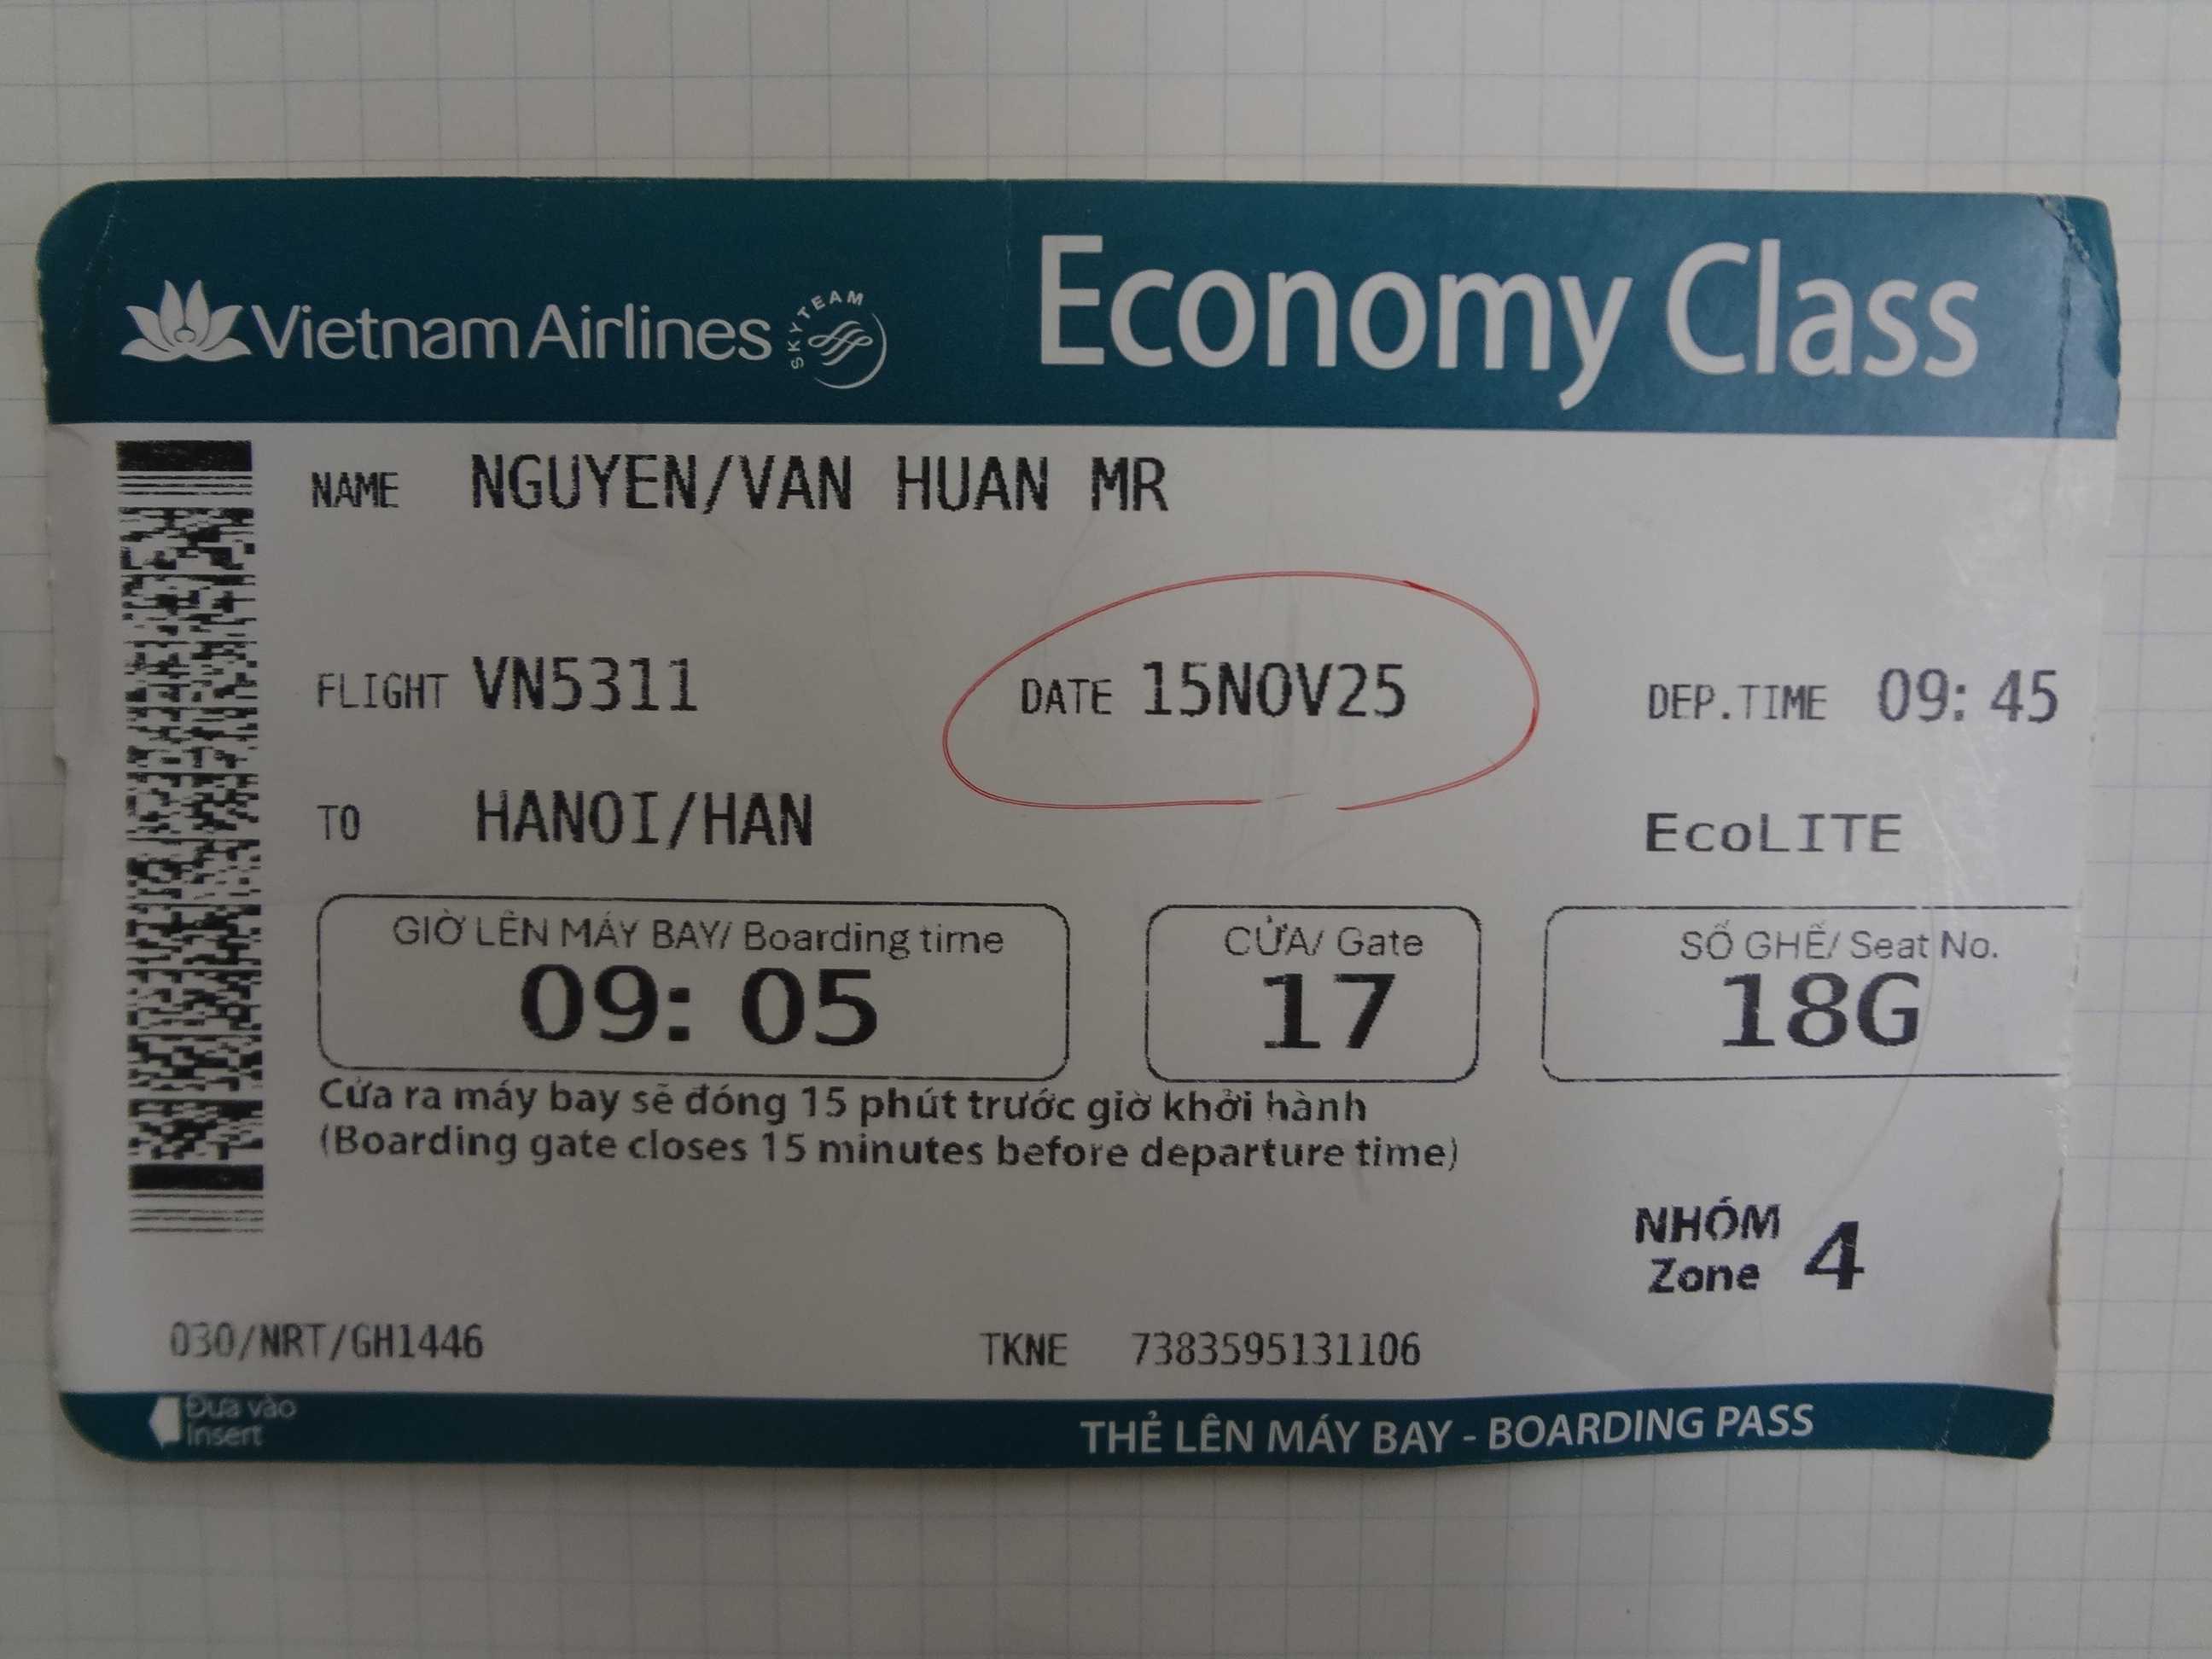 Vietnam Airlines SKYTEAM Economy Class
NAME NGUYEN/VAN HUAN MR
FLIGHT VN5311 DATE 15NOV25 DEP.TIME 09: 45
TO HANOI/HAN EcoLITE
GIỜ LÊN MÁY BAY/ Boarding time CỬA/ Gate SỐ GHẾ/ Seat No.
09: 05 17 18G
Cửa ra máy bay sẽ đóng 15 phút trước giờ khởi hành
(Boarding gate closes 15 minutes before departure time)
NHÓM
Zone 4
030/NRT/GH1446 TKNE 7383595131106
Đưa vào
Insert
THẺ LÊN MÁY BAY - BOARDING PASS